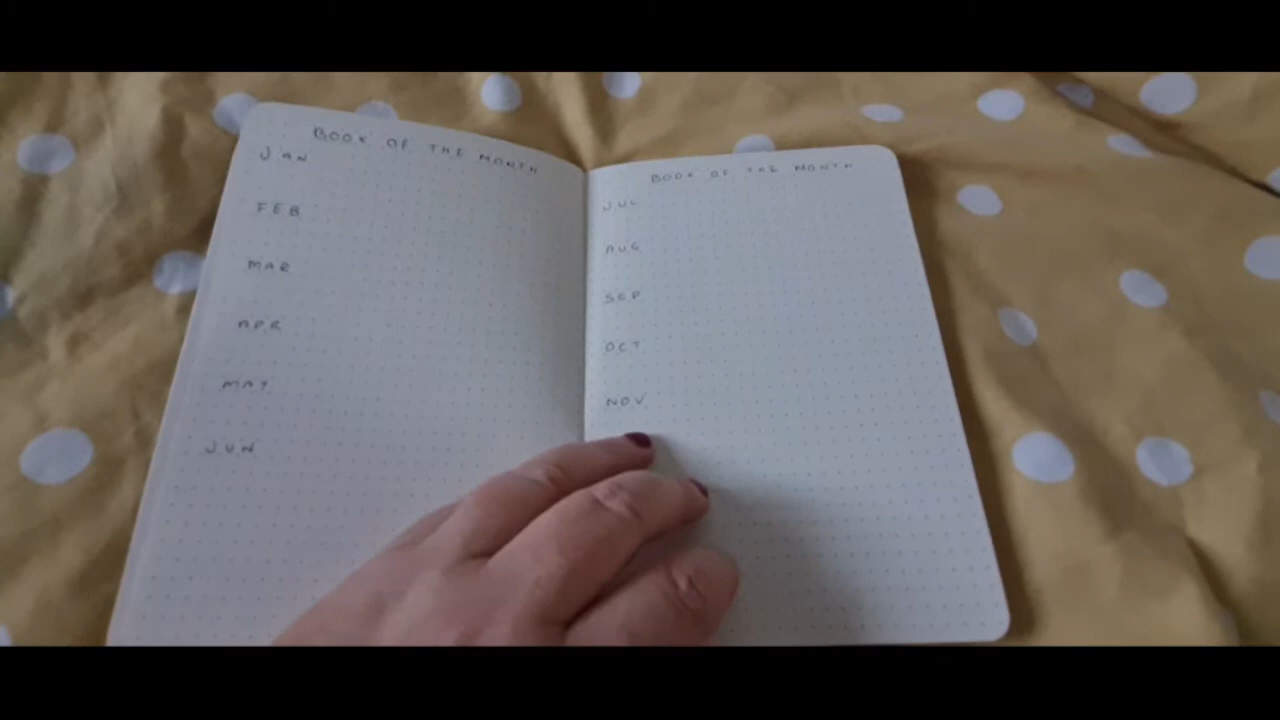 BOOK OF THE MONTH
JAN
FEB
MAR
APR
MAY
JUN
BOOK OF THE MONTH
JUL
AUG
SEP
OCT
NOV